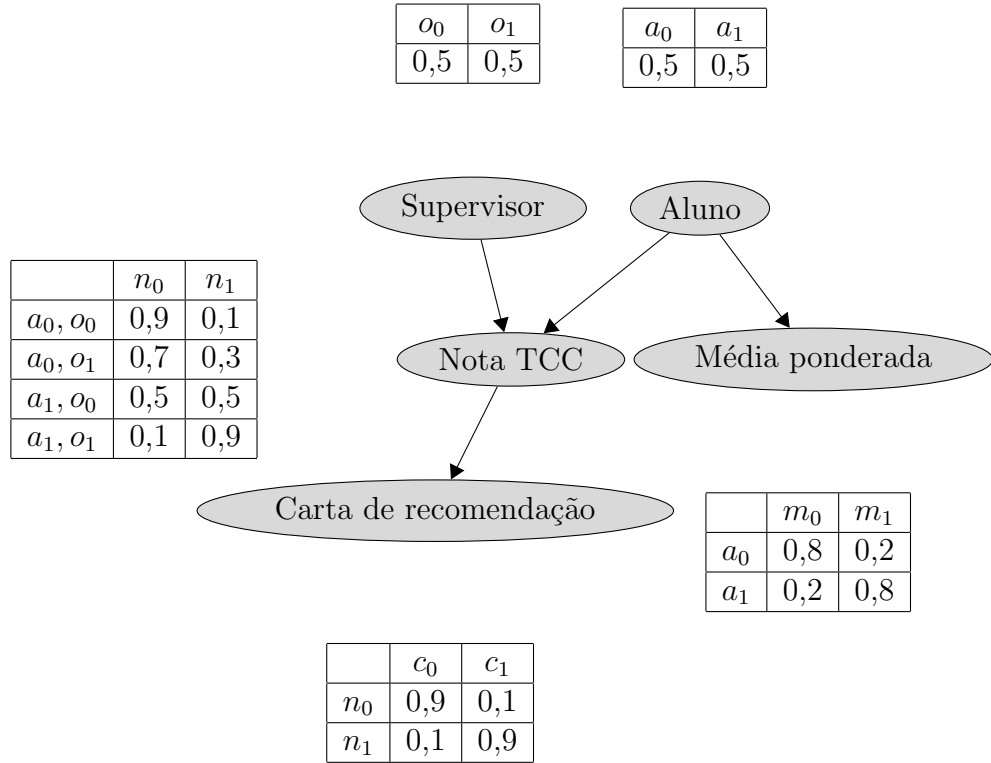 o₀ o₁ a₀ a₁
0,5 0,5 0,5 0,5
Supervisor Aluno
n₀ n₁
a₀, o₀ 0,9 0,1
a₀, o₁ 0,7 0,3
a₁, o₀ 0,5 0,5
a₁, o₁ 0,1 0,9
Nota TCC Média ponderada
Carta de recomendação
m₀ m₁
a₀ 0,8 0,2
a₁ 0,2 0,8
c₀ c₁
n₀ 0,9 0,1
n₁ 0,1 0,9